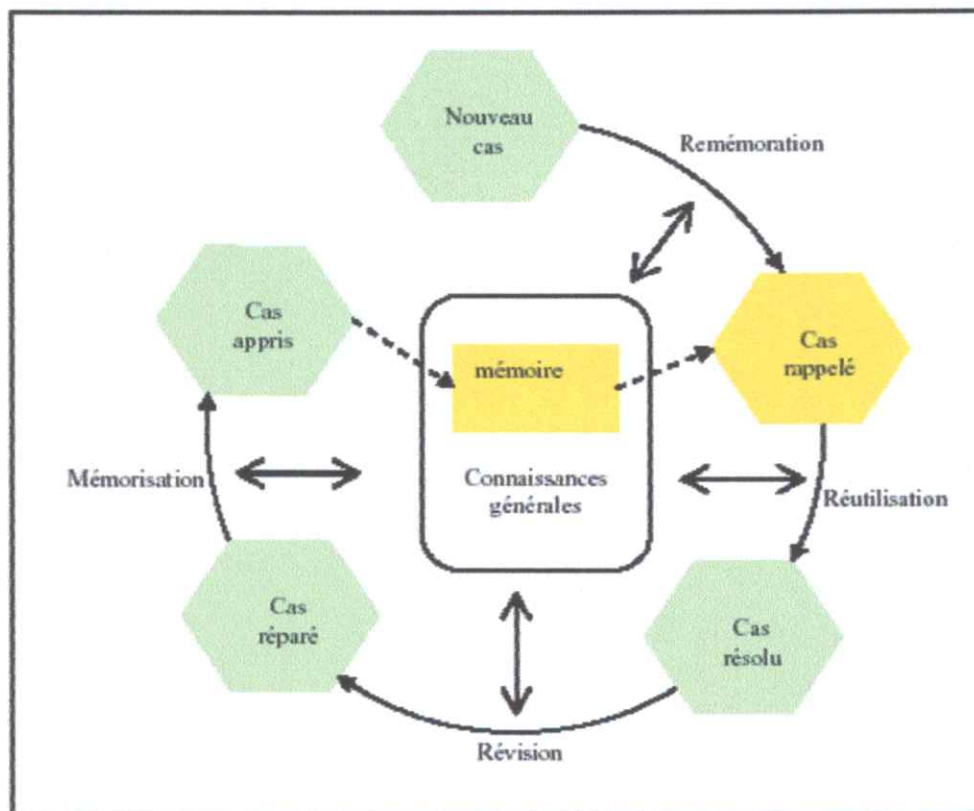 Nouveau
cas
Remémoration
Cas
appris
mémoire
Cas
rappelé
Connaissances
générales
Mémorisation
Réutilisation
Cas
réparé
Cas
résolu
Révision